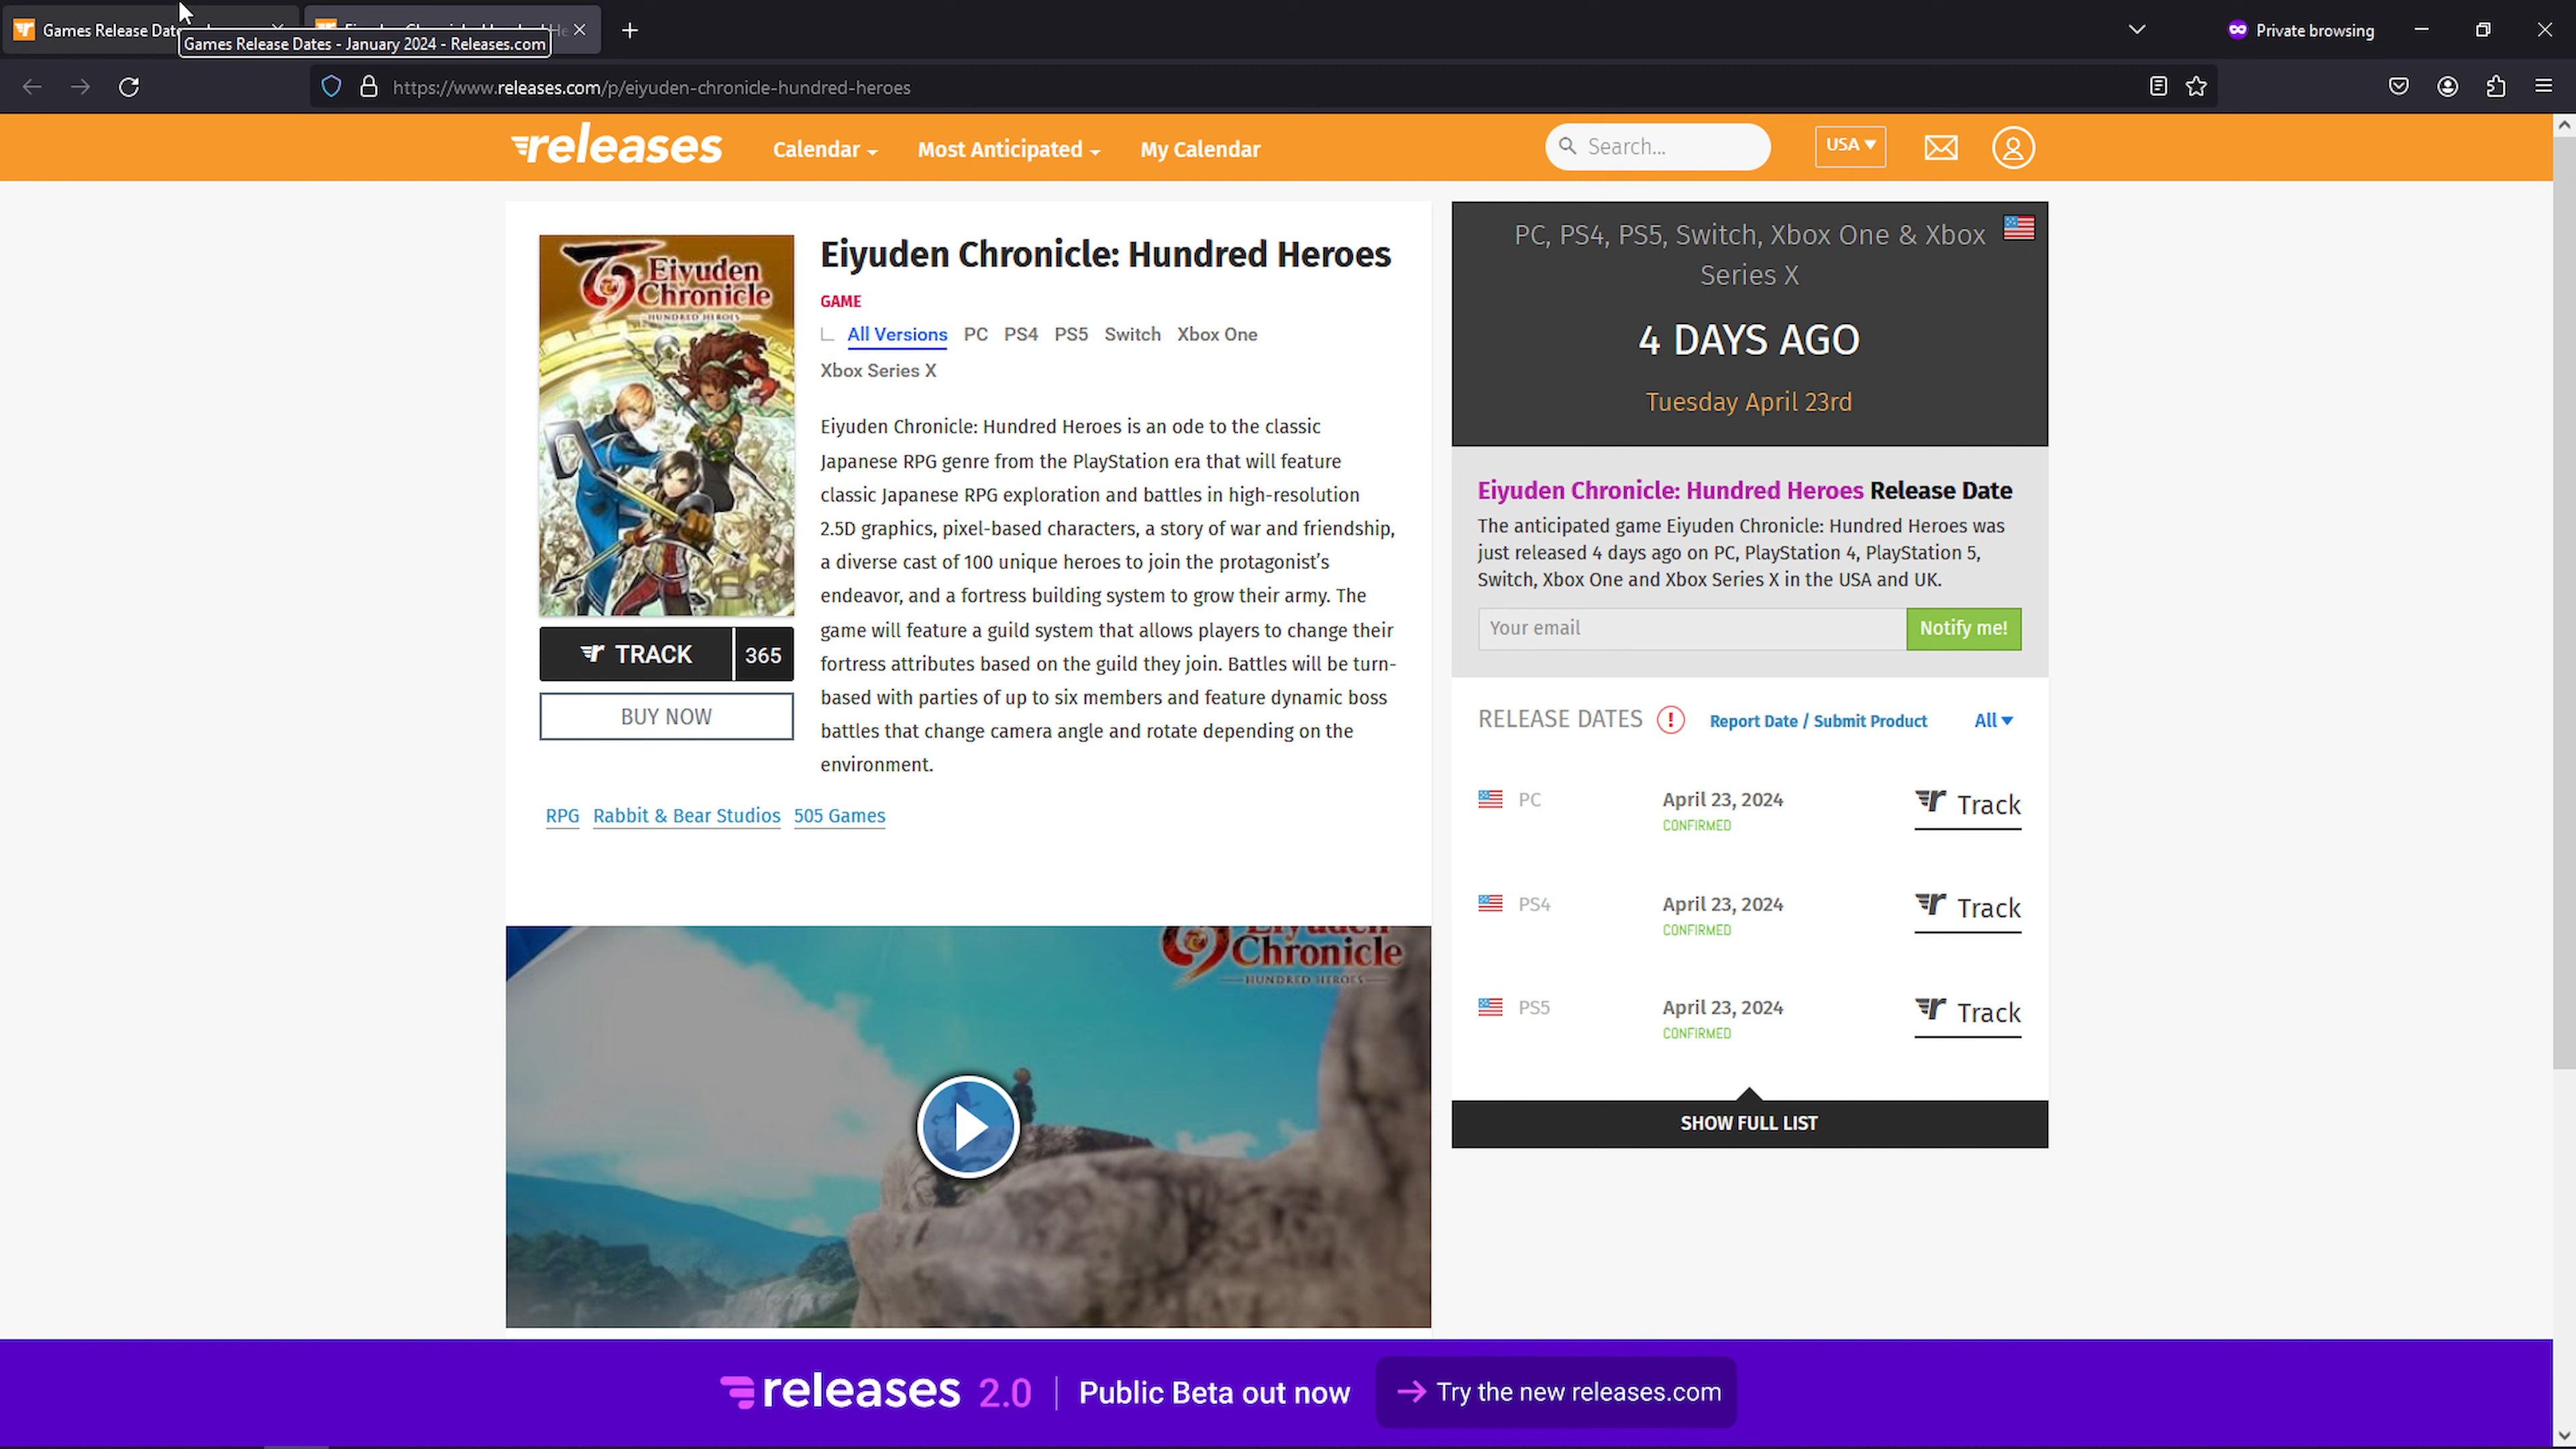 Games Release Date
Games Release Dates - January 2024 - Releases.com
Private browsing
https://www.releases.com/p/eiyuden-chronicle-hundred-heroes
releases
Calendar
Most Anticipated
My Calendar
Search...
USA
Eiyuden
Chronicle
HUNDRED HEROES
TRACK 365
BUY NOW
Eiyuden Chronicle: Hundred Heroes
GAME
All Versions PC PS4 PS5 Switch Xbox One
Xbox Series X
Eiyuden Chronicle: Hundred Heroes is an ode to the classic
Japanese RPG genre from the PlayStation era that will feature
classic Japanese RPG exploration and battles in high-resolution
2.5D graphics, pixel-based characters, a story of war and friendship,
a diverse cast of 100 unique heroes to join the protagonist's
endeavor, and a fortress building system to grow their army. The
game will feature a guild system that allows players to change their
fortress attributes based on the guild they join. Battles will be turn-
based with parties of up to six members and feature dynamic boss
battles that change camera angle and rotate depending on the
environment.
RPG Rabbit & Bear Studios 505 Games
Eiyuden
Chronicle
HUNDRED HEROES
PC, PS4, PS5, Switch, Xbox One & Xbox
Series X
4 DAYS AGO
Tuesday April 23rd
Eiyuden Chronicle: Hundred Heroes Release Date
The anticipated game Eiyuden Chronicle: Hundred Heroes was
just released 4 days ago on PC, PlayStation 4, PlayStation 5,
Switch, Xbox One and Xbox Series X in the USA and UK.
Your email Notify me!
RELEASE DATES ! Report Date / Submit Product All
PC April 23, 2024 Track
CONFIRMED
PS4 April 23, 2024 Track
CONFIRMED
PS5 April 23, 2024 Track
CONFIRMED
SHOW FULL LIST
releases 2.0 | Public Beta out now → Try the new releases.com